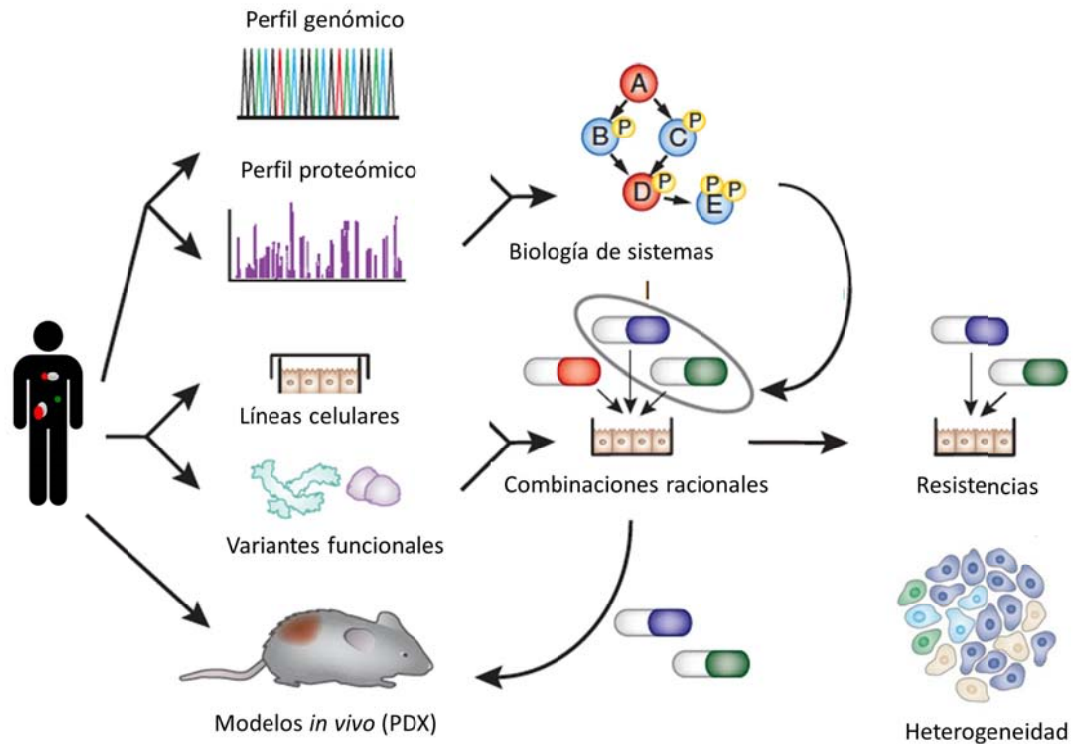 Perfil genómico
Perfil proteómico
A
B
P
C
P
D
P
E
P
P
Biología de sistemas
Líneas celulares
Variantes funcionales
Combinaciones racionales
Resistencias
Modelos in vivo (PDX)
Heterogeneidad